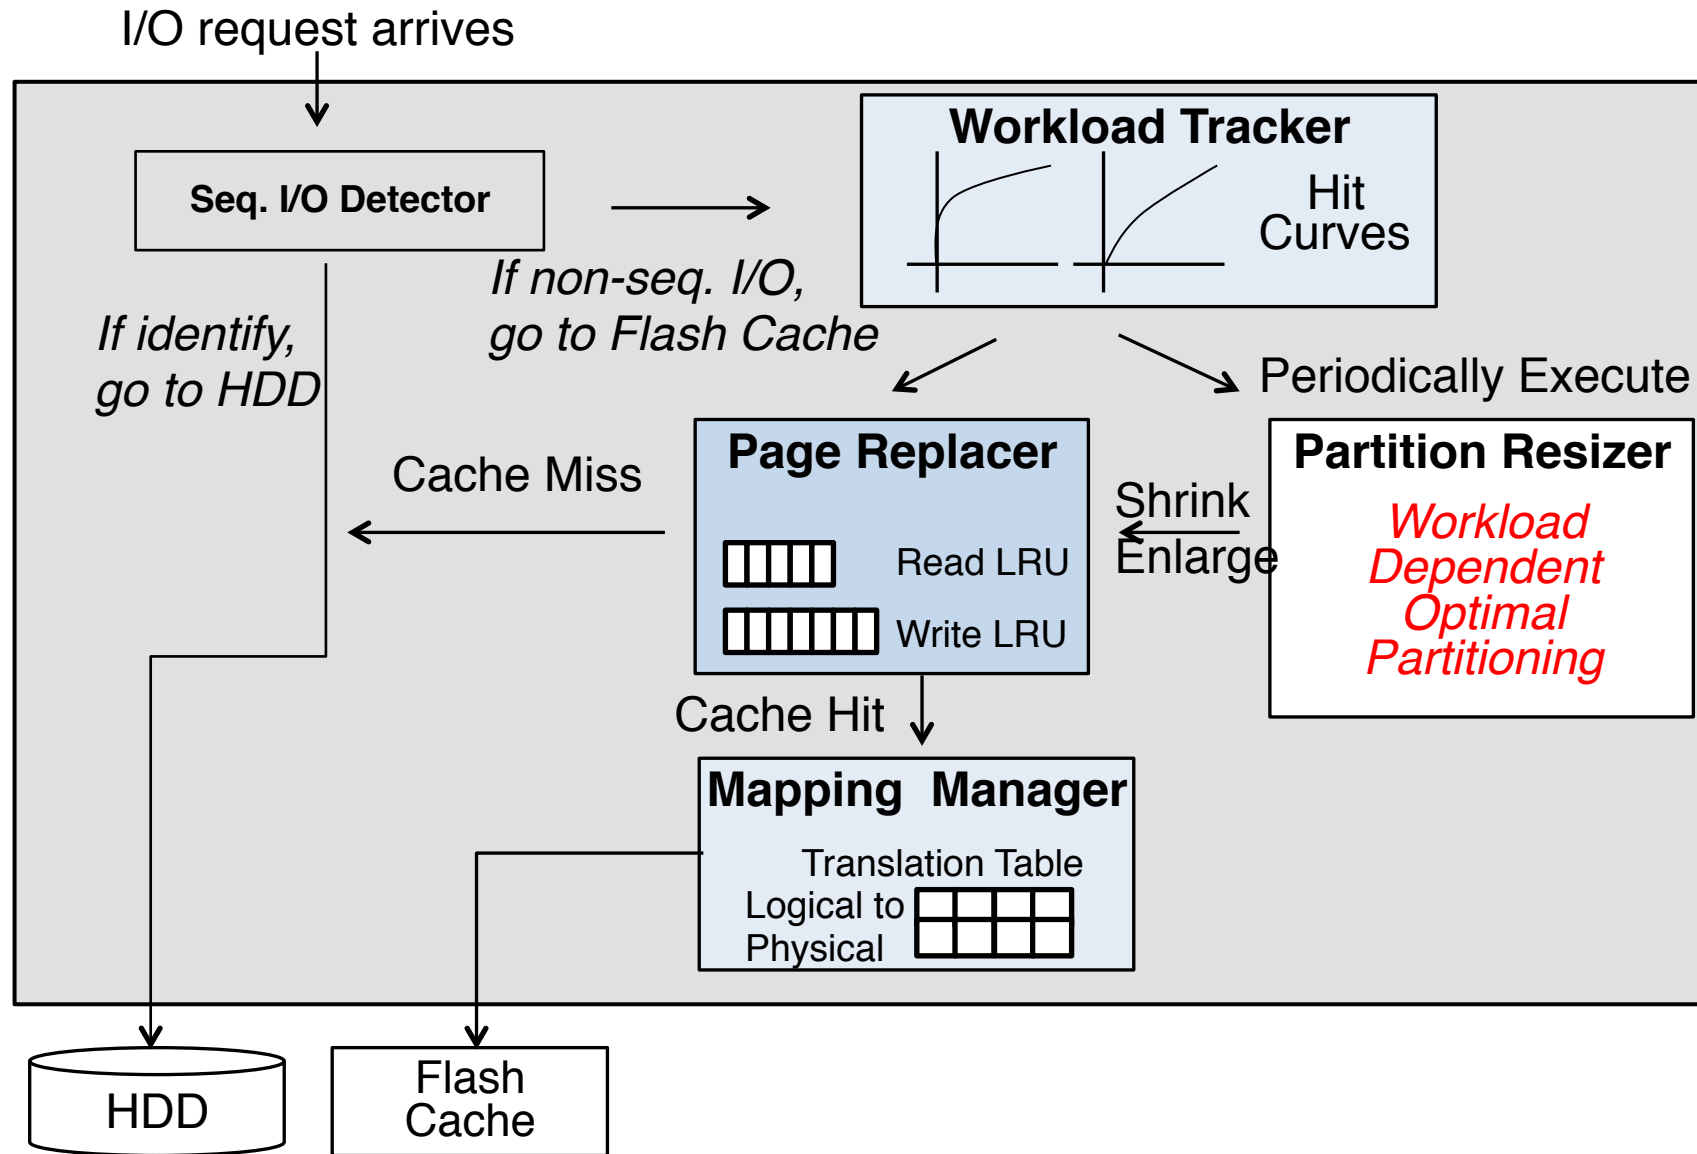 I/O request arrives
Workload Tracker
Hit
Curves
Seq. I/O Detector
If non-seq. I/O,
go to Flash Cache
If identify,
go to HDD
Periodically Execute
Page Replacer
Read LRU
Write LRU
Cache Miss
Shrink
Enlarge
Partition Resizer
Workload
Dependent
Optimal
Partitioning
Cache Hit
Mapping Manager
Translation Table
Logical to
Physical
HDD
Flash
Cache